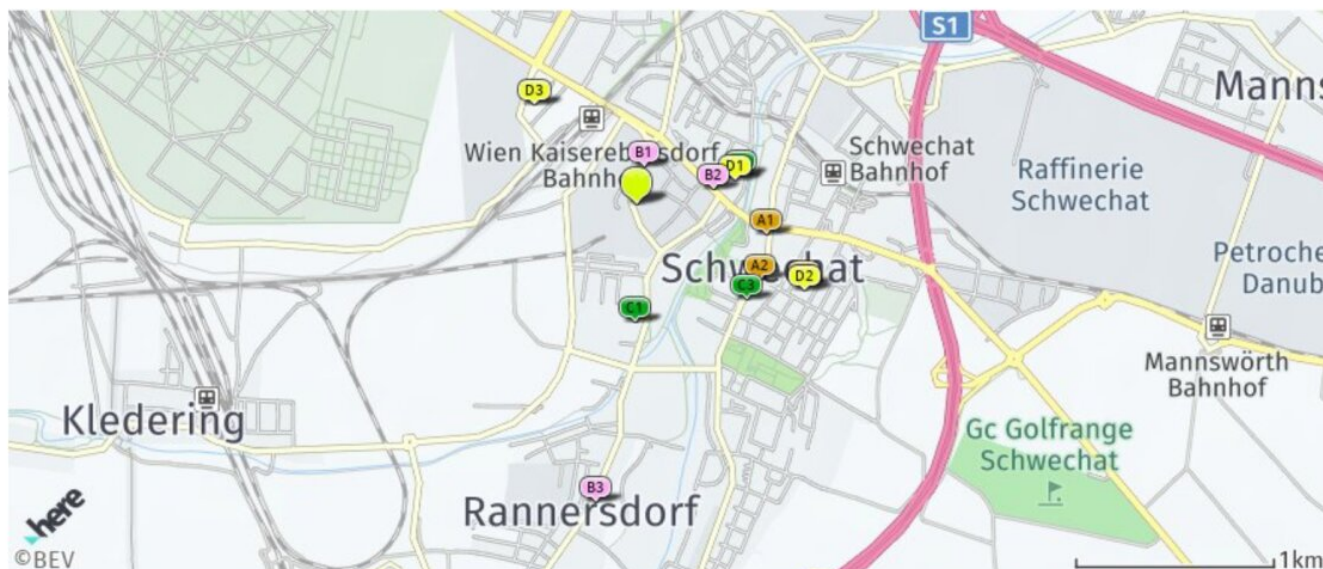 S1
Manns
D3
Wien Kaiserebersdorf
Bahnhof
B1
B2
D1
Schwechat
Bahnhof
Raffinerie
Schwechat
A1
Petroche
Danub
Schwechat
A2
D2
C3
C1
Mannswörth
Bahnhof
Kledering
Gc Golfrange
Schwechat
B3
Rannersdorf
here
©BEV
1km